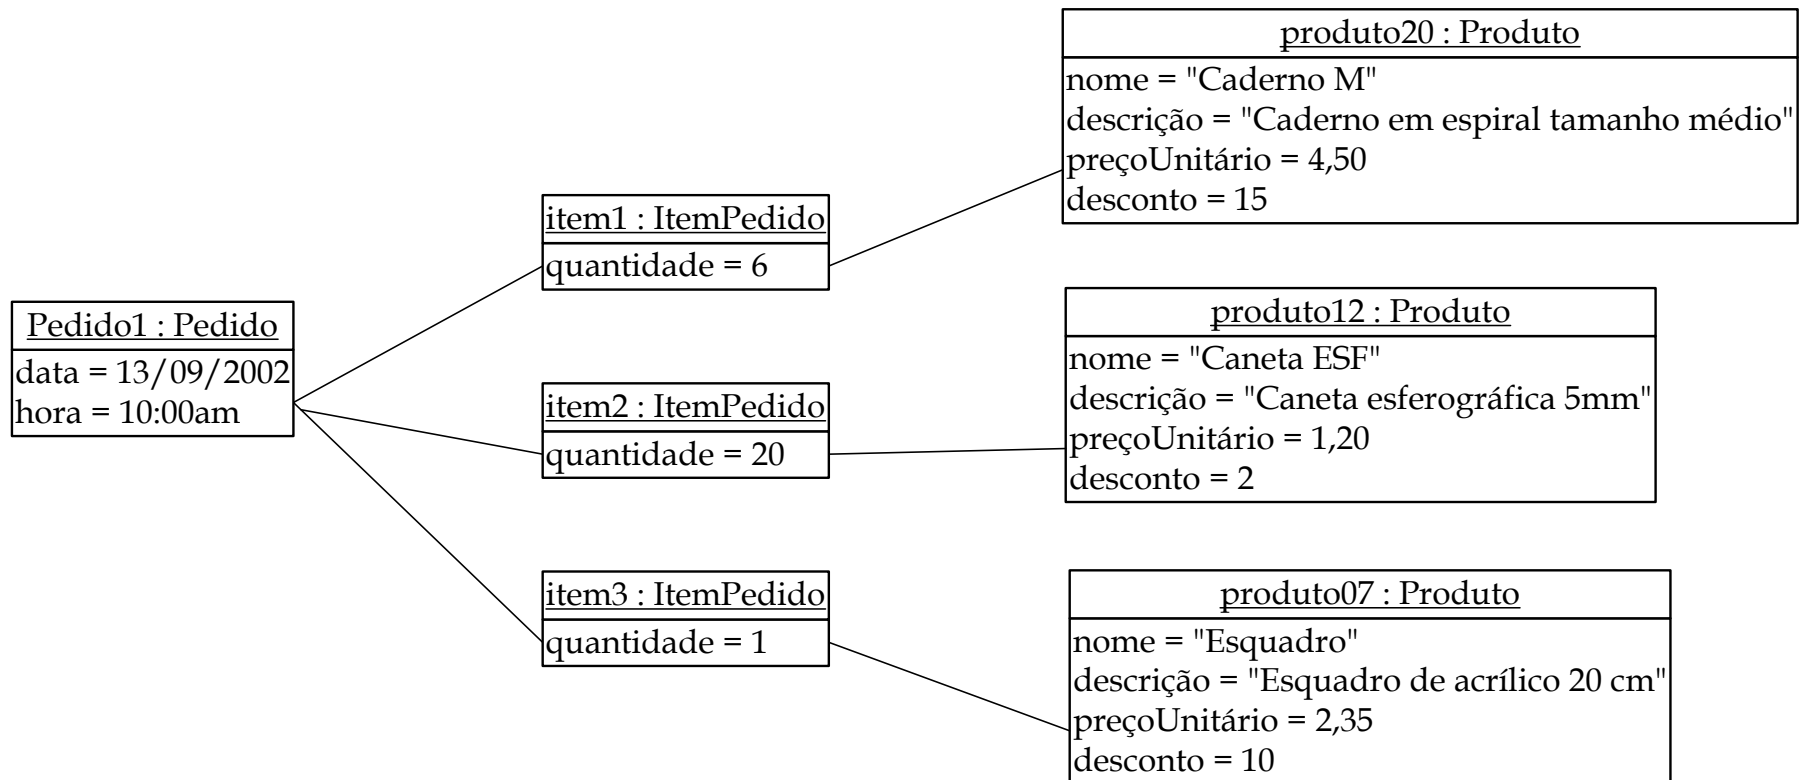 produto20 : Produto
nome = "Caderno M"
descrição = "Caderno em espiral tamanho médio"
preçoUnitário = 4,50
desconto = 15
item1 : ItemPedido
quantidade = 6
Pedido1 : Pedido
data = 13/09/2002
hora = 10:00am
produto12 : Produto
nome = "Caneta ESF"
descrição = "Caneta esferográfica 5mm"
preçoUnitário = 1,20
desconto = 2
item2 : ItemPedido
quantidade = 20
item3 : ItemPedido
quantidade = 1
produto07 : Produto
nome = "Esquadro"
descrição = "Esquadro de acrílico 20 cm"
preçoUnitário = 2,35
desconto = 10